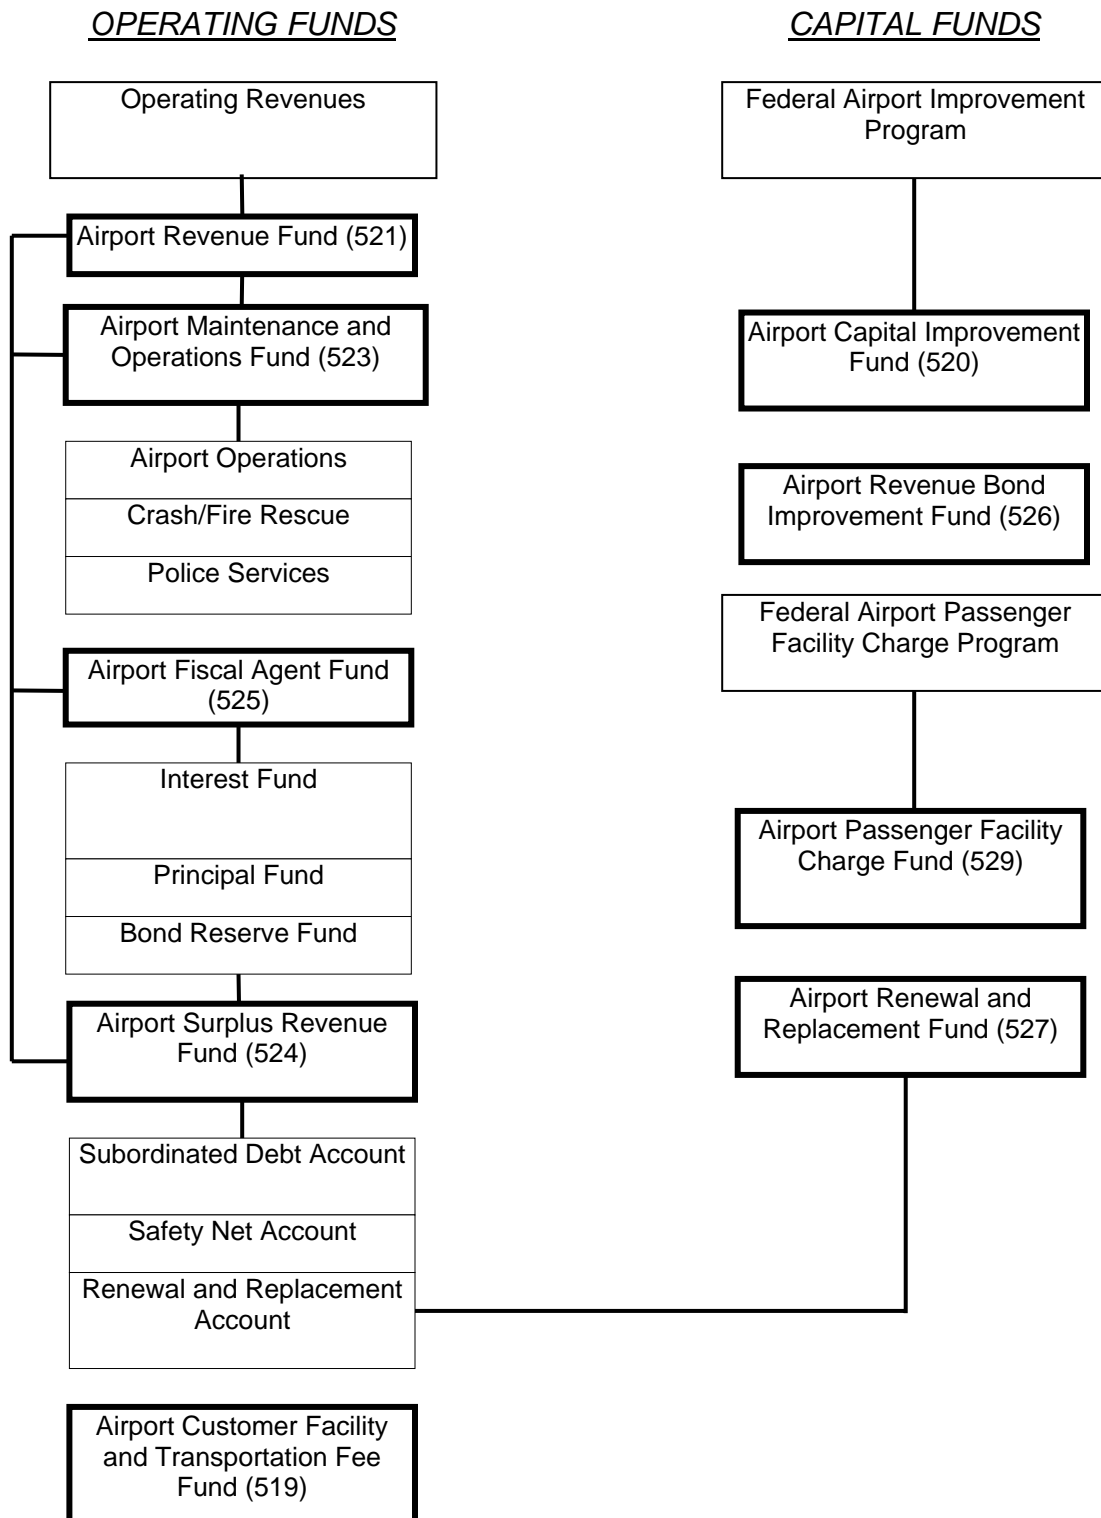 OPERATING FUNDS
Operating Revenues
Airport Revenue Fund (521)
Airport Maintenance and
Operations Fund (523)
Airport Operations
Crash/Fire Rescue
Police Services
Airport Fiscal Agent Fund
(525)
Interest Fund
Principal Fund
Bond Reserve Fund
Airport Surplus Revenue
Fund (524)
Subordinated Debt Account
Safety Net Account
Renewal and Replacement
Account
Airport Customer Facility
and Transportation Fee
Fund (519)
CAPITAL FUNDS
Federal Airport Improvement
Program
Airport Capital Improvement
Fund (520)
Airport Revenue Bond
Improvement Fund (526)
Federal Airport Passenger
Facility Charge Program
Airport Passenger Facility
Charge Fund (529)
Airport Renewal and
Replacement Fund (527)